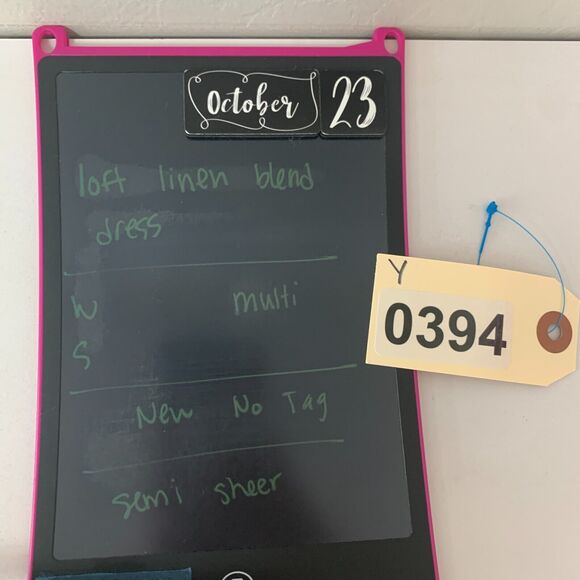 October 23
loft linen blend
dress
W multi
S
New No Tag
semi sheer
Y
0394